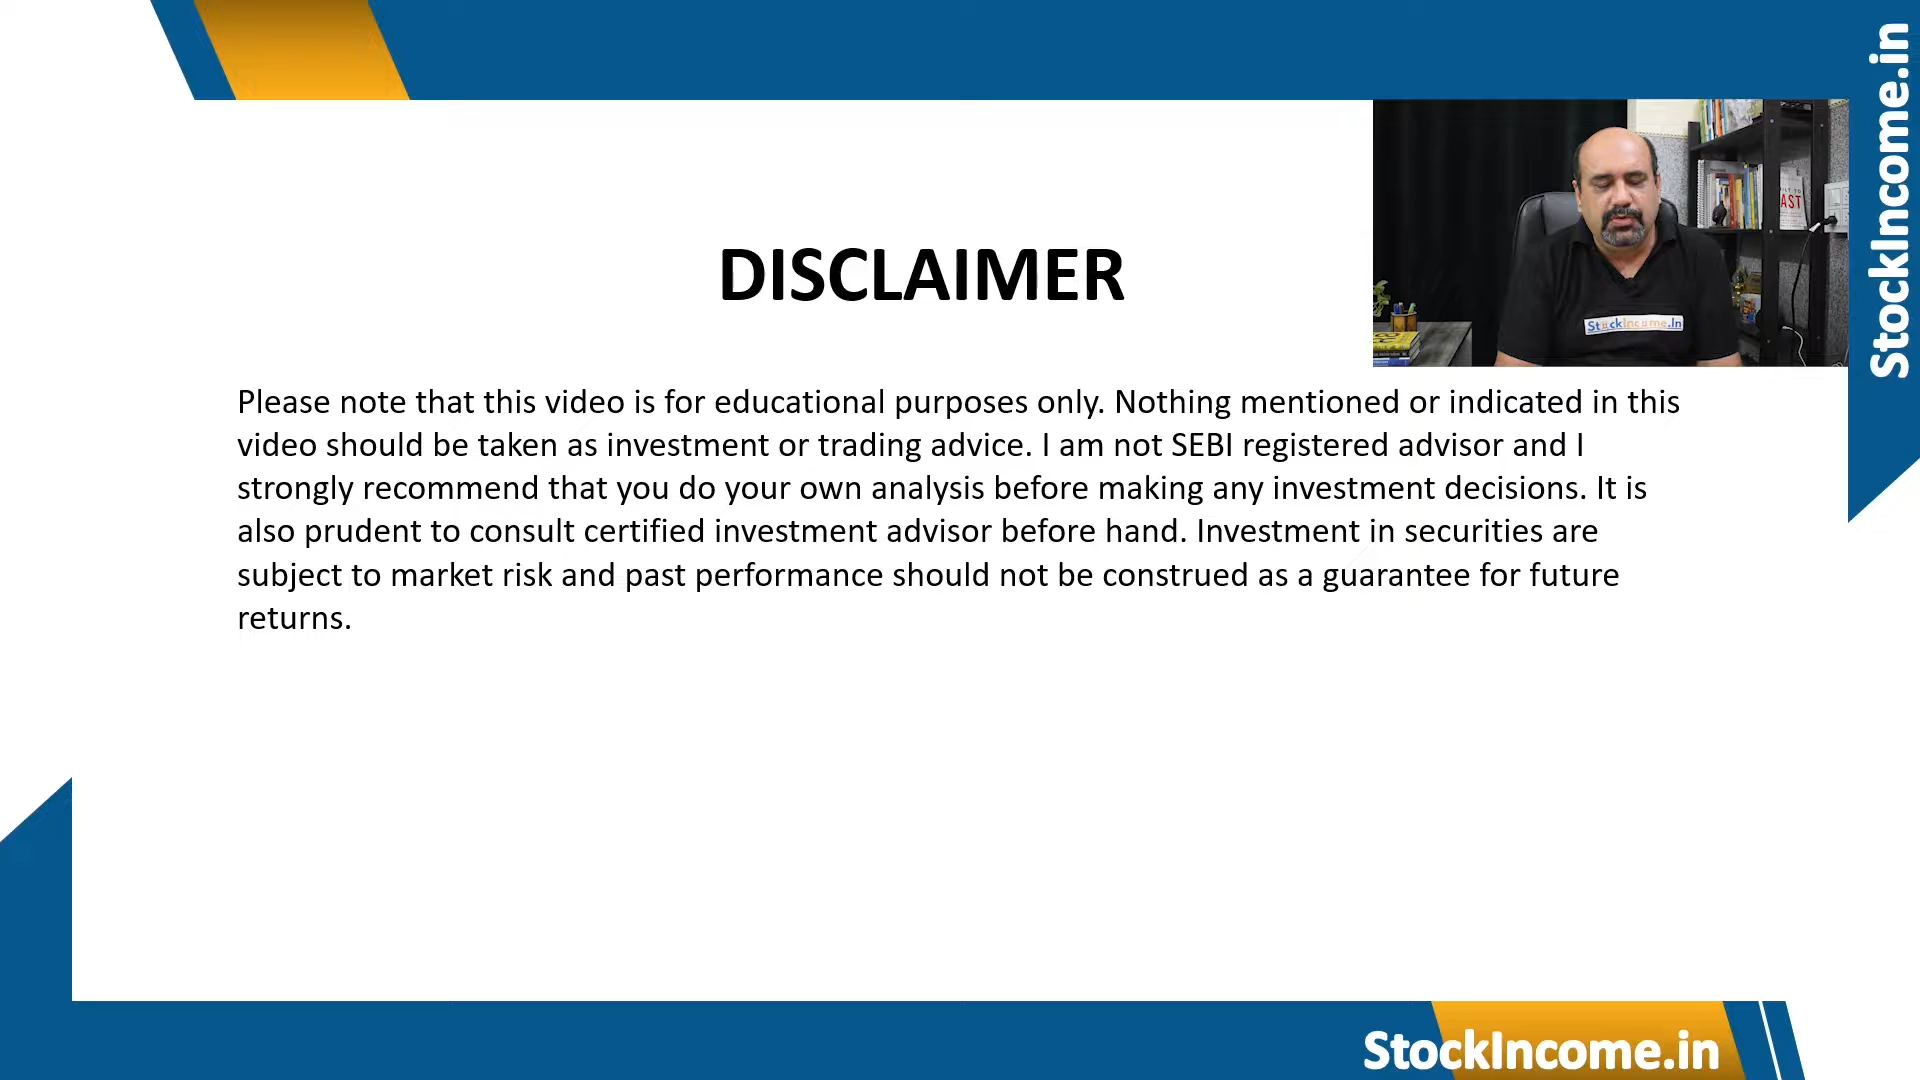 StockIncome.in
DISCLAIMER
AST
StockIncome.In
Please note that this video is for educational purposes only. Nothing mentioned or indicated in this
video should be taken as investment or trading advice. I am not SEBI registered advisor and I
strongly recommend that you do your own analysis before making any investment decisions. It is
also prudent to consult certified investment advisor before hand. Investment in securities are
subject to market risk and past performance should not be construed as a guarantee for future
returns.
StockIncome.in